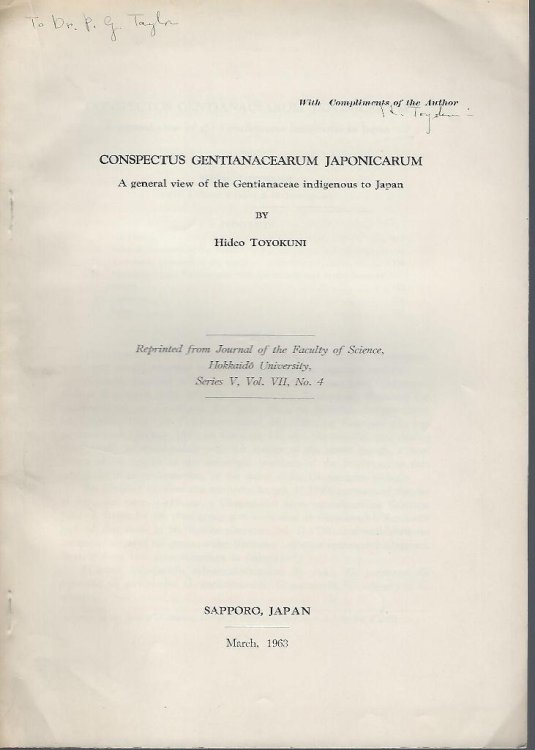 To Dr. P. G. Taylor
With Compliments of the Author
H. Toyokuni
CONSPECTUS GENTIANACEARUM JAPONICARUM
A general view of the Gentianaceae indigenous to Japan
BY
Hideo TOYOKUNI
Reprinted from Journal of the Faculty of Science,
Hokkaidô University,
Series V, Vol. VII, No. 4
SAPPORO, JAPAN
March, 1963